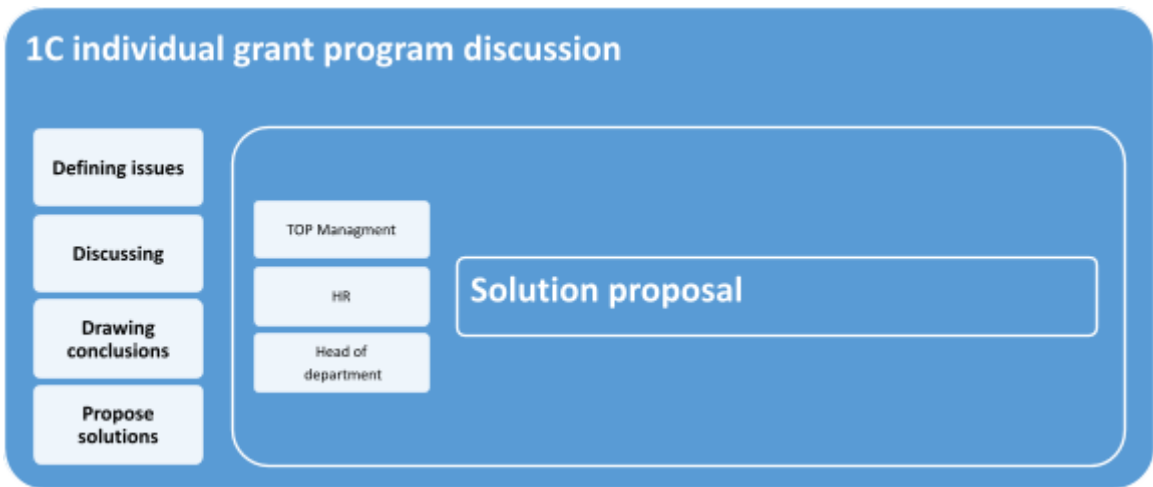 1C individual grant program discussion
Defining issues
Discussing
Drawing
conclusions
Propose
solutions
TOP Managment
HR
Head of
department
Solution proposal